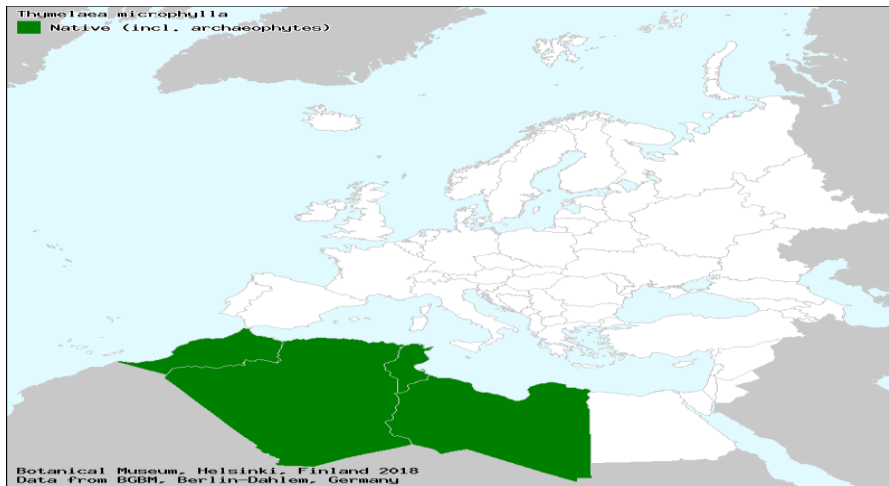 Thymelaea microphylla
Native (incl. archaeophytes)
Botanical Museum, Helsinki, Finland 2018
Data from BGBM, Berlin-Dahlem, Germany